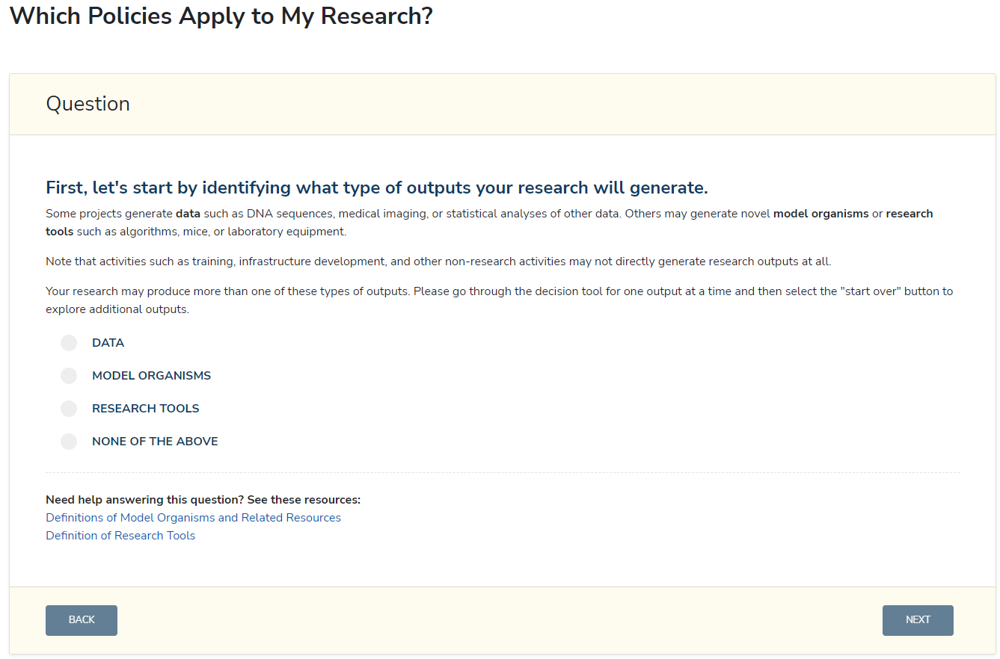 Which Policies Apply to My Research?
Question
First, let's start by identifying what type of outputs your research will generate.
Some projects generate data such as DNA sequences, medical imaging, or statistical analyses of other data. Others may generate novel model organisms or research
tools such as algorithms, mice, or laboratory equipment.
Note that activities such as training, infrastructure development, and other non-research activities may not directly generate research outputs at all.
Your research may produce more than one of these types of outputs. Please go through the decision tool for one output at a time and then select the "start over" button to
explore additional outputs.
DATA
MODEL ORGANISMS
RESEARCH TOOLS
NONE OF THE ABOVE
Need help answering this question? See these resources:
Definitions of Model Organisms and Related Resources
Definition of Research Tools
BACK
NEXT